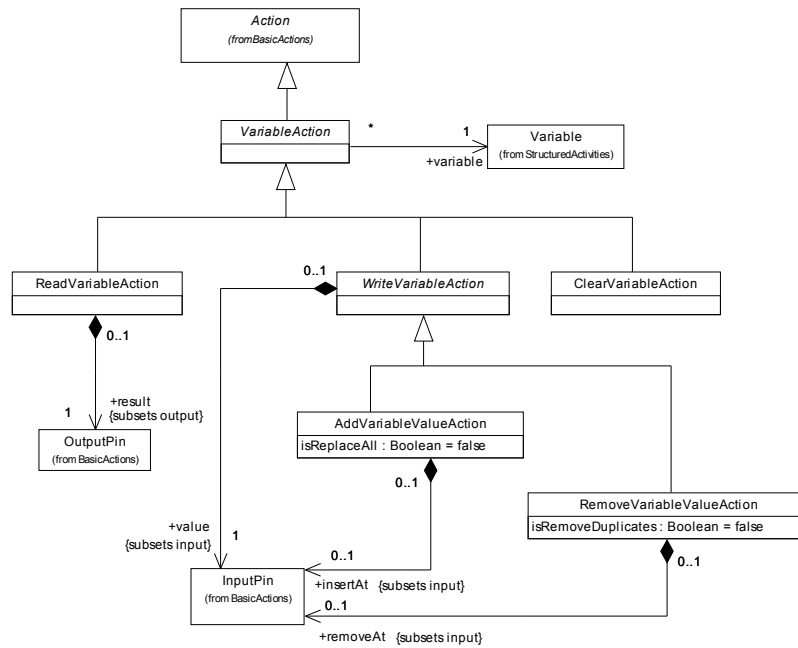 Action
(fromBasicActions)
VariableAction
*
1
+variable
Variable
(from StructuredActivities)
ReadVariableAction
0..1
WriteVariableAction
ClearVariableAction
0..1
+result
{subsets output}
1
OutputPin
(from BasicActions)
AddVariableValueAction
isReplaceAll : Boolean = false
0..1
RemoveVariableValueAction
isRemoveDuplicates : Boolean = false
+value
{subsets input}
1
0..1
0..1
InputPin
(from BasicActions)
+insertAt {subsets input}
0..1
+removeAt {subsets input}